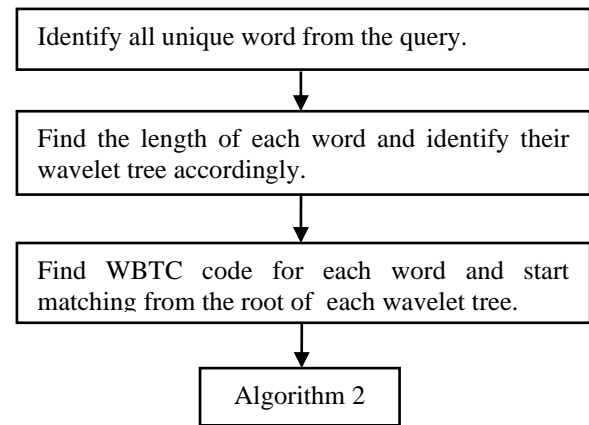 Identify all unique word from the query.
Find the length of each word and identify their
wavelet tree accordingly.
Find WBTC code for each word and start
matching from the root of each wavelet tree.
Algorithm 2